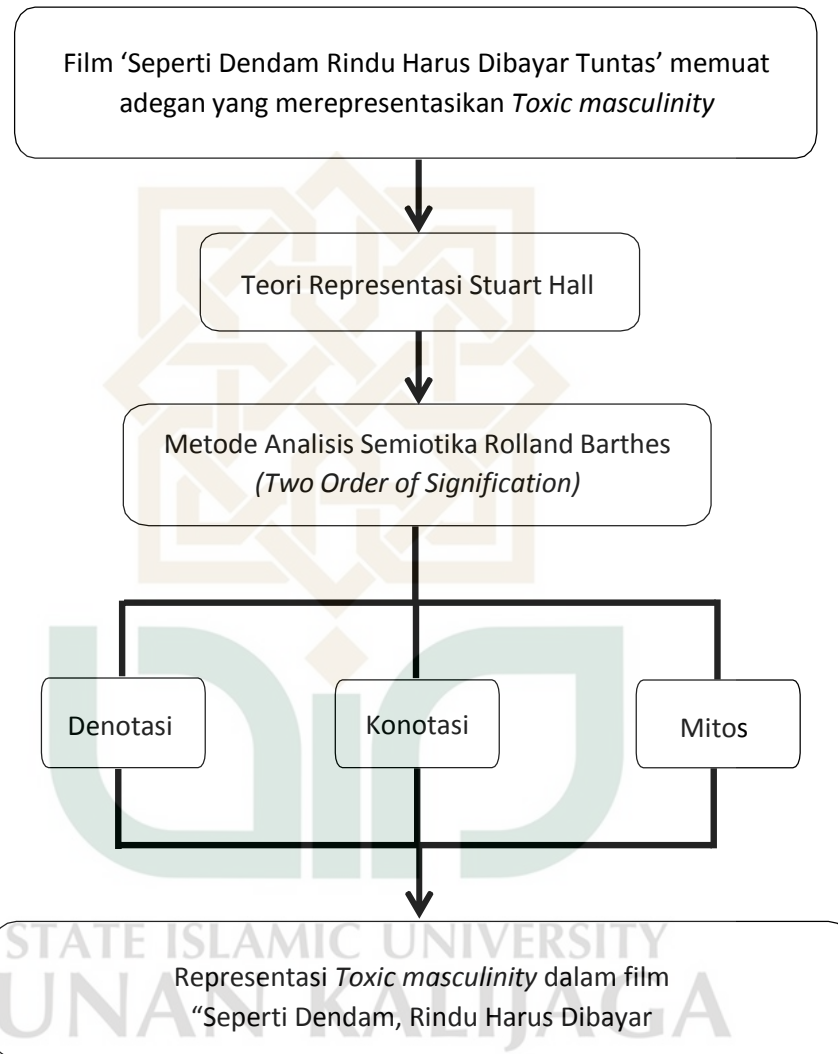 Film ‘Seperti Dendam Rindu Harus Dibayar Tuntas’ memuat
adegan yang merepresentasikan Toxic masculinity
Teori Representasi Stuart Hall
Metode Analisis Semiotika Rolland Barthes
(Two Order of Signification)
Denotasi
Konotasi
Mitos
STATE ISLAMIC UNIVERSITY
Representasi Toxic masculinity dalam film
UNAN KALIJAGA
“Seperti Dendam, Rindu Harus Dibayar